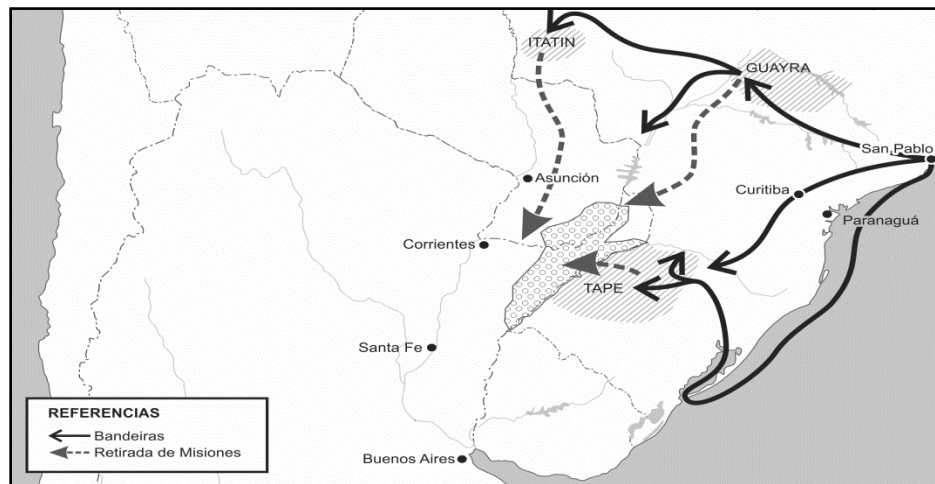 ITATIN
GUAYRA
San Pablo
Asunción
Curitiba
Paranaguá
Corrientes
TAPE
Santa Fe
REFERENCIAS
Bandeiras
Retirada de Misiones
Buenos Aires